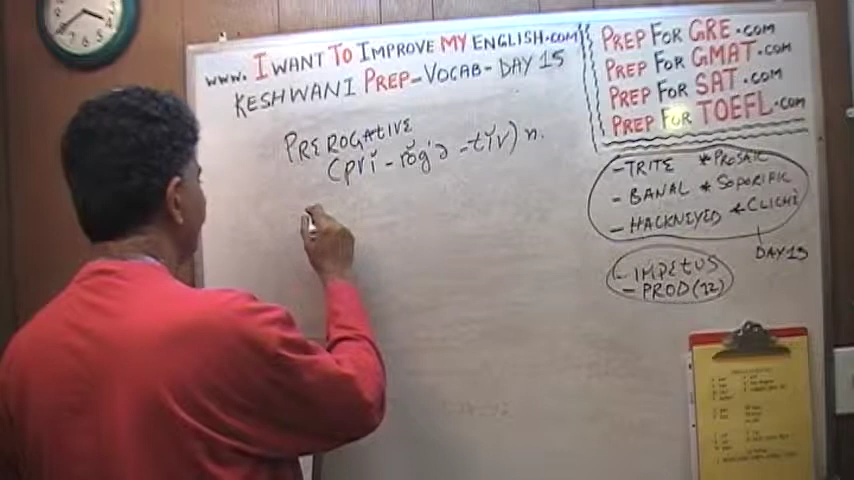 www. I WANT TO IMPROVE MY ENGLISH.com
KESHWANI PREP-VOCAB-DAY 15
PREROGATIVE
(prĭ-rŏg'ə-tĭv) n.
PREP FOR GRE.com
PREP FOR GMAT.com
PREP FOR SAT.com
PREP FOR TOEFL.com
- TRITE * PROSAIC
- BANAL * SOPORIFIC
- HACKNEYED * CLICHÉ
DAY 13
- IMPETUS
- PROD (12)